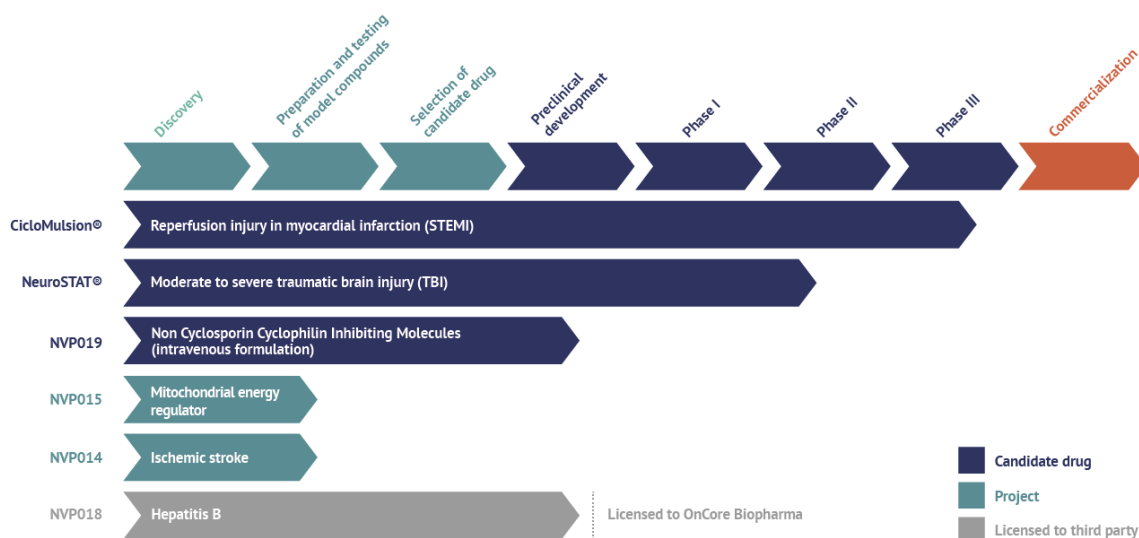 Discovery
Preparation and testing
of model compounds
Selection of
candidate drug
Preclinical
development
Phase I
Phase II
Phase III
Commercialization
CicloMulsion®
Reperfusion injury in myocardial infarction (STEMI)
NeuroSTAT®
Moderate to severe traumatic brain injury (TBI)
NVP019
Non Cyclosporin Cyclophilin Inhibiting Molecules
(intravenous formulation)
NVP015
Mitochondrial energy
regulator
NVP014
Ischemic stroke
NVP018
Hepatitis B
Licensed to OnCore Biopharma
Candidate drug
Project
Licensed to third party